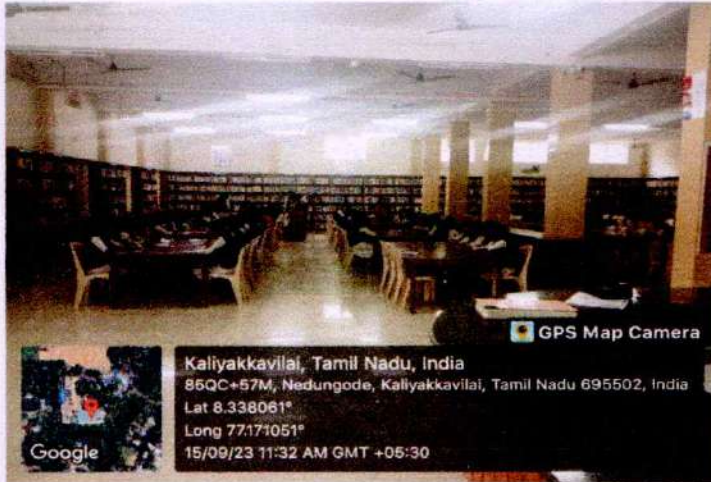 GPS Map Camera
Kaliyakkavilai, Tamil Nadu, India
85QC+57M, Nedungode, Kaliyakkavilai, Tamil Nadu 695502, India
Lat 8.338061°
Long 77.171051°
15/09/23 11:32 AM GMT +05:30
Google